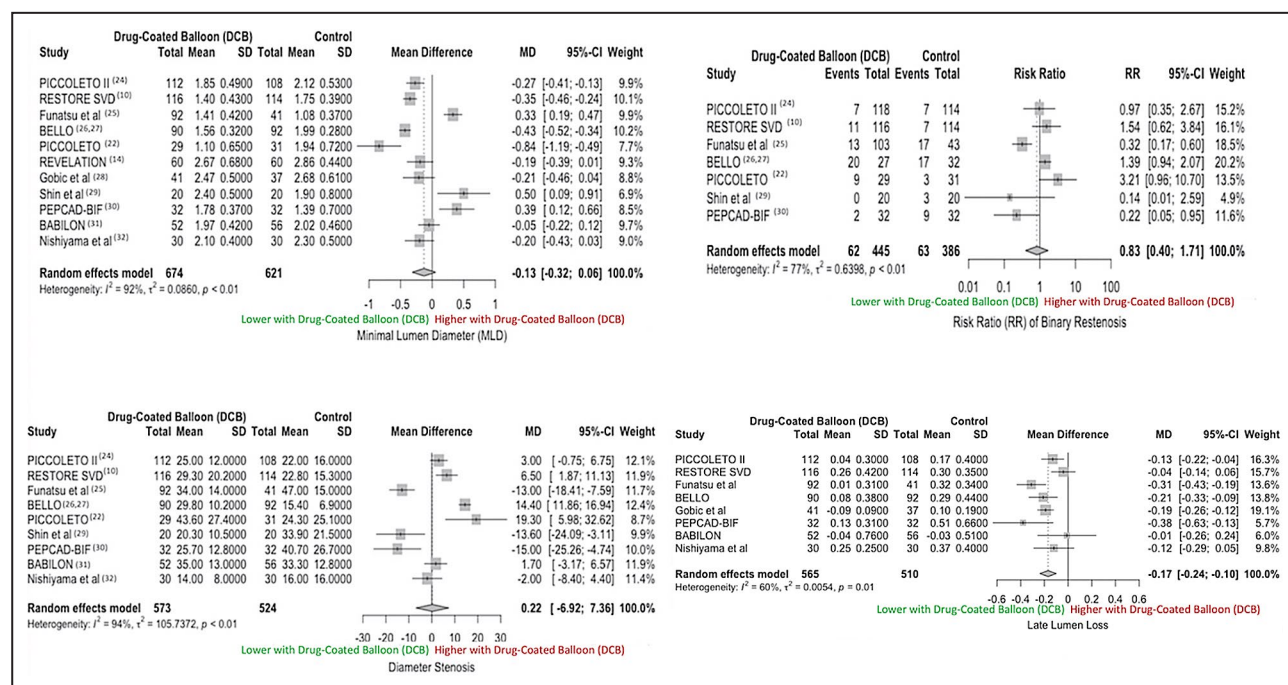 Drug-Coated Balloon (DCB) Control
Study Total Mean SD Total Mean SD Mean Difference MD 95%-CI Weight
PICCOLETO II (24) 112 1.85 0.4900 108 2.12 0.5300 -0.27 [-0.41; -0.13] 9.9%
RESTORE SVD (10) 116 1.40 0.4300 114 1.75 0.3900 -0.35 [-0.46; -0.24] 10.1%
Funatsu et al (25) 92 1.41 0.4200 41 1.08 0.3700 0.33 [0.19; 0.47] 9.9%
BELLO (26,27) 90 1.56 0.3200 92 1.99 0.2800 -0.43 [-0.52; -0.34] 10.2%
PICCOLETO (22) 29 1.10 0.6500 31 1.94 0.7200 -0.84 [-1.19; -0.49] 7.8%
REVELATION (14) 60 2.67 0.6800 60 2.86 0.4400 -0.19 [-0.39; 0.01] 9.3%
Gobic et al (28) 41 2.47 0.5000 37 2.68 0.6100 -0.21 [-0.46; 0.04] 8.8%
Shin et al (29) 20 2.40 0.5000 20 1.90 0.8000 0.50 [0.09; 0.91] 7.2%
PEPCAD-BIF (30) 32 1.78 0.3700 32 1.39 0.7000 0.39 [0.12; 0.66] 8.6%
BABILON (31) 52 1.97 0.4200 56 2.02 0.4600 -0.05 [-0.22; 0.12] 9.6%
Nishiyama et al (32) 30 2.10 0.4000 30 2.30 0.5000 -0.20 [-0.43; 0.03] 9.0%
Random effects model 674 621 -0.13 [-0.32; 0.06] 100.0%
Heterogeneity: I² = 92%, τ² = 0.0860, p < 0.01
-1 -0.5 0 0.5 1
Lower with Drug-Coated Balloon (DCB) Higher with Drug-Coated Balloon (DCB)
Minimal Lumen Diameter (MLD)
Drug-Coated Balloon (DCB) Control
Study Events Total Events Total Risk Ratio RR 95%-CI Weight
PICCOLETO II (24) 7 118 7 114 0.97 [0.35; 2.67] 15.2%
RESTORE SVD (10) 11 116 7 114 1.54 [0.62; 3.84] 16.1%
Funatsu et al (25) 13 103 17 43 0.32 [0.17; 0.60] 18.5%
BELLO (26,27) 20 27 17 32 1.39 [0.94; 2.07] 20.2%
PICCOLETO (22) 9 29 3 31 3.21 [0.96; 10.70] 13.5%
Shin et al (29) 0 20 3 20 0.14 [0.01; 2.59] 4.9%
PEPCAD-BIF (30) 2 32 9 32 0.22 [0.05; 0.95] 11.6%
Random effects model 62 445 63 386 0.83 [0.40; 1.71] 100.0%
Heterogeneity: I² = 77%, τ² = 0.6398, p < 0.01
0.01 0.1 0 1 10 100
Lower with Drug-Coated Balloon (DCB) Higher with Drug-Coated Balloon (DCB)
Risk Ratio (RR) of Binary Restenosis
Drug-Coated Balloon (DCB) Control
Study Total Mean SD Total Mean SD Mean Difference MD 95%-CI Weight
PICCOLETO II (24) 112 25.00 12.0000 108 22.00 16.0000 3.00 [ -0.75; 6.75] 12.1%
RESTORE SVD (10) 116 29.30 20.2000 114 22.80 15.3000 6.50 [ 1.87; 11.13] 11.9%
Funatsu et al (25) 92 34.00 14.0000 41 47.00 15.0000 -13.00 [-18.41; -7.59] 11.7%
BELLO (26,27) 90 29.80 10.2000 92 15.40 6.9000 14.40 [11.86; 16.94] 12.3%
PICCOLETO (22) 29 43.60 27.4000 31 24.30 25.1000 19.30 [ 5.98; 32.62] 8.7%
Shin et al (29) 20 20.30 10.5000 20 33.90 21.5000 -13.60 [-24.09; -3.11] 9.8%
PEPCAD-BIF (30) 32 25.70 12.8000 32 40.70 26.7000 -15.00 [-25.26; -4.74] 9.9%
BABILON (31) 52 35.00 13.0000 56 33.30 12.8000 1.70 [ -3.17; 6.57] 11.9%
Nishiyama et al (32) 30 14.00 8.0000 30 16.00 16.0000 -2.00 [ -8.40; 4.40] 11.4%
Random effects model 573 524 0.22 [ -6.92; 7.36] 100.0%
Heterogeneity: I² = 94%, τ² = 105.7372, p < 0.01
-30 -20 -10 0 10 20 30
Lower with Drug-Coated Balloon (DCB) Higher with Drug-Coated Balloon (DCB)
Diameter Stenosis
Drug-Coated Balloon (DCB) Control
Study Total Mean SD Total Mean SD Mean Difference MD 95%-CI Weight
PICCOLETO II 112 0.04 0.3000 108 0.17 0.4000 -0.13 [-0.22; -0.04] 16.3%
RESTORE SVD 116 0.26 0.4200 114 0.30 0.3500 -0.04 [-0.14; 0.06] 15.7%
Funatsu et al 92 0.01 0.3100 41 0.32 0.3400 -0.31 [-0.43; -0.19] 13.6%
BELLO 90 0.08 0.3800 92 0.29 0.4400 -0.21 [-0.33; -0.09] 13.9%
Gobic et al 41 -0.09 0.0900 37 0.10 0.1900 -0.19 [-0.26; -0.12] 19.1%
PEPCAD-BIF 32 0.13 0.3100 32 0.51 0.6600 -0.38 [-0.63; -0.13] 5.7%
BABILON 52 -0.04 0.7600 56 -0.03 0.5100 -0.01 [-0.26; 0.24] 6.0%
Nishiyama et al 30 0.25 0.2500 30 0.37 0.4000 -0.12 [-0.29; 0.05] 9.8%
Random effects model 565 510 -0.17 [-0.24; -0.10] 100.0%
Heterogeneity: I² = 60%, τ² = 0.0054, p = 0.01
-0.6 -0.4 -0.2 0 0.2 0.4 0.6
Lower with Drug-Coated Balloon (DCB) Higher with Drug-Coated Balloon (DCB)
Late Lumen Loss